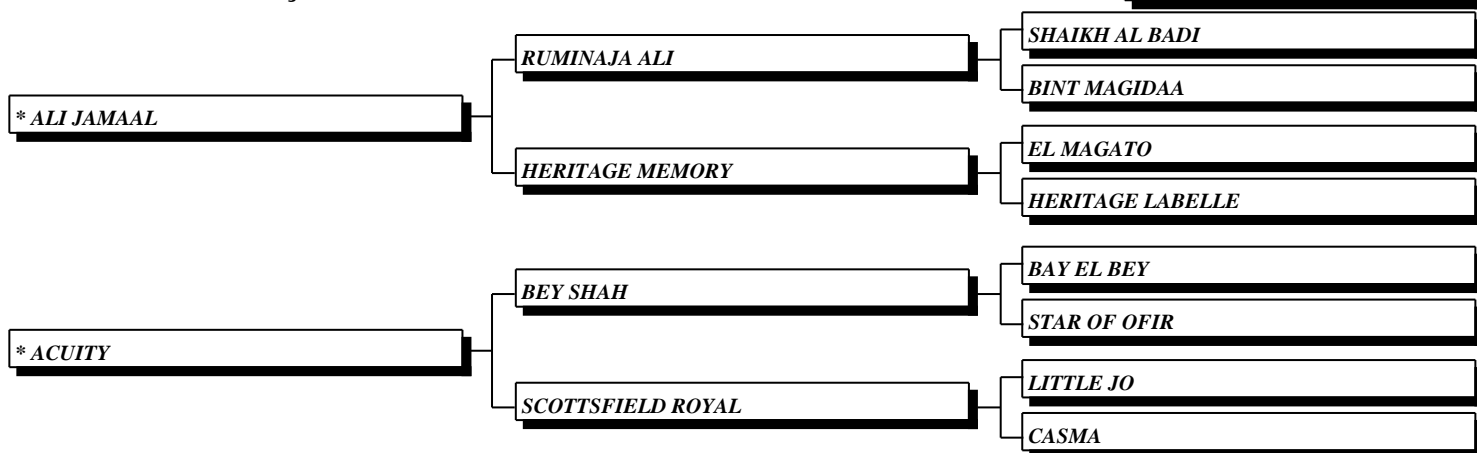 * ALI JAMAAL
RUMINAJA ALI
SHAIKH AL BADI
BINT MAGIDAA
HERITAGE MEMORY
EL MAGATO
HERITAGE LABELLE
* ACUITY
BEY SHAH
BAY EL BEY
STAR OF OFIR
SCOTTSFIELD ROYAL
LITTLE JO
CASMA